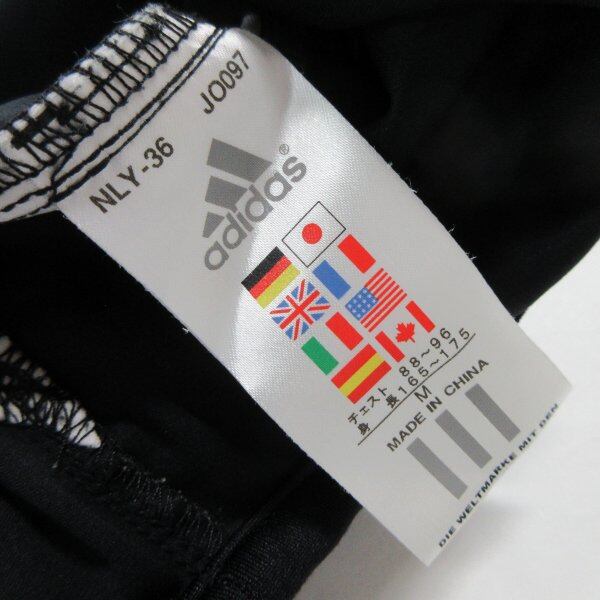 NLY-36 JO097
adidas®
チェスト 88~96
身 長 165~175
M
MADE IN CHINA
DIE WELTMARKE MIT DEN